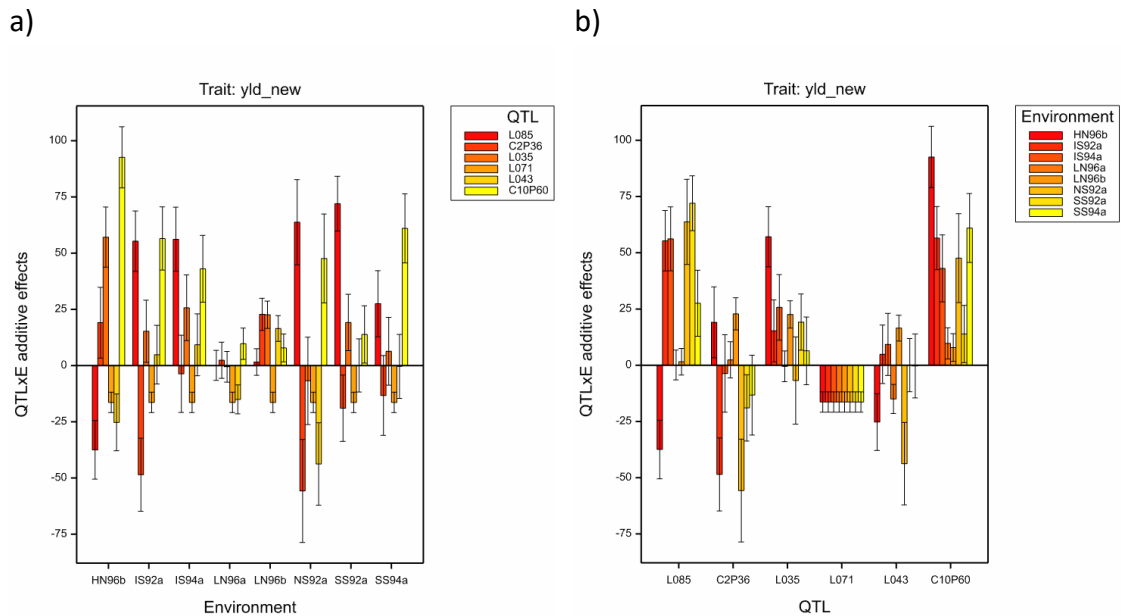 a)
Trait: yld_new
QTLxE additive effects
100
75
50
25
0
-25
-50
-75
HN96b IS92a IS94a LN96a LN96b NS92a SS92a SS94a
Environment
QTL
L085
C2P36
L035
L071
L043
C10P60
b)
Trait: yld_new
QTLxE additive effects
100
75
50
25
0
-25
-50
-75
L085 C2P36 L035 L071 L043 C10P60
QTL
Environment
HN96b
IS92a
IS94a
LN96a
LN96b
NS92a
SS92a
SS94a